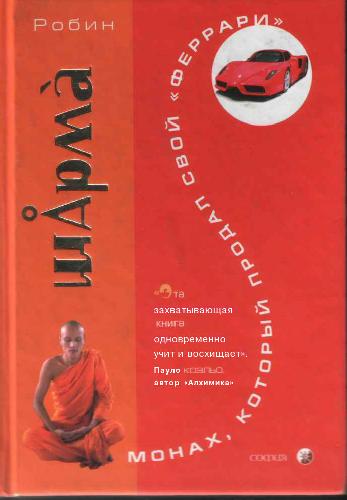 Робин
шАрмА̀
МОНАХ, КОТОРЫЙ ПРОДАЛ СВОЙ «ФЕРРАРИ»
«Эта
захватывающая
книга
одновременно
учит и восхищает».
Пауло КОЭЛЬО,
автор «Алхимика»
СОФИЯ